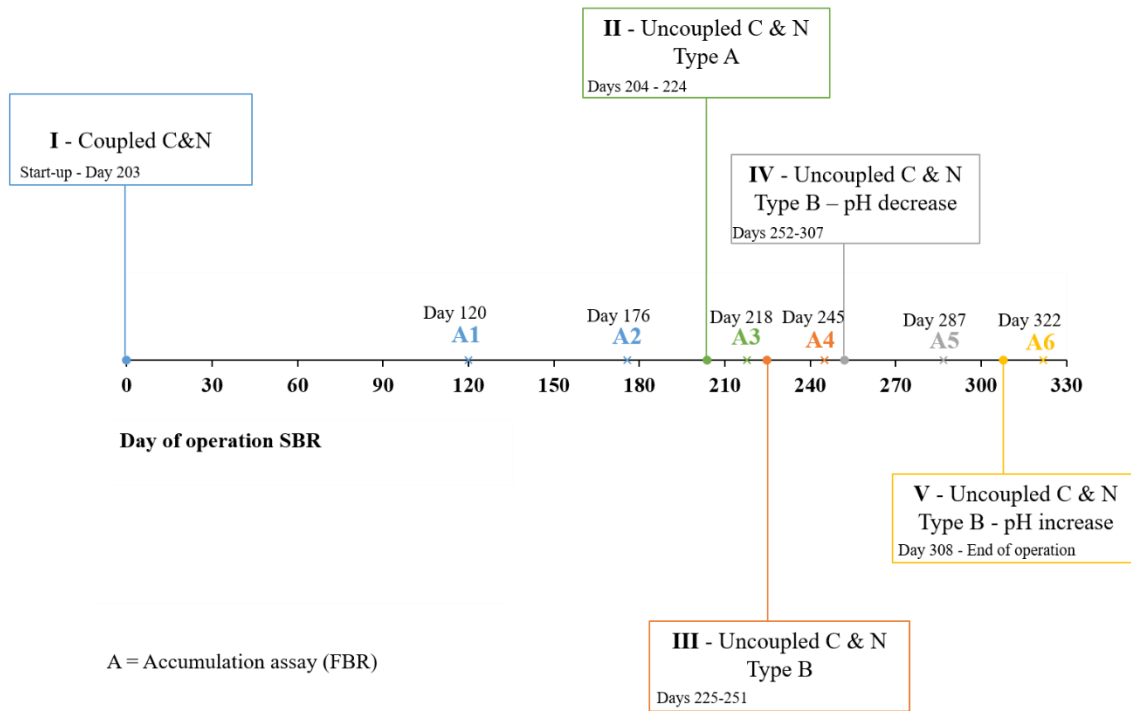 II - Uncoupled C & N
Type A
Days 204 - 224
I - Coupled C&N
Start-up - Day 203
IV - Uncoupled C & N
Type B – pH decrease
Days 252-307
Day 120
A1
Day 176
A2
Day 218
A3
Day 245
A4
Day 287
A5
Day 322
A6
0 30 60 90 120 150 180 210 240 270 300 330
Day of operation SBR
V - Uncoupled C & N
Type B - pH increase
Day 308 - End of operation
III - Uncoupled C & N
Type B
Days 225-251
A = Accumulation assay (FBR)